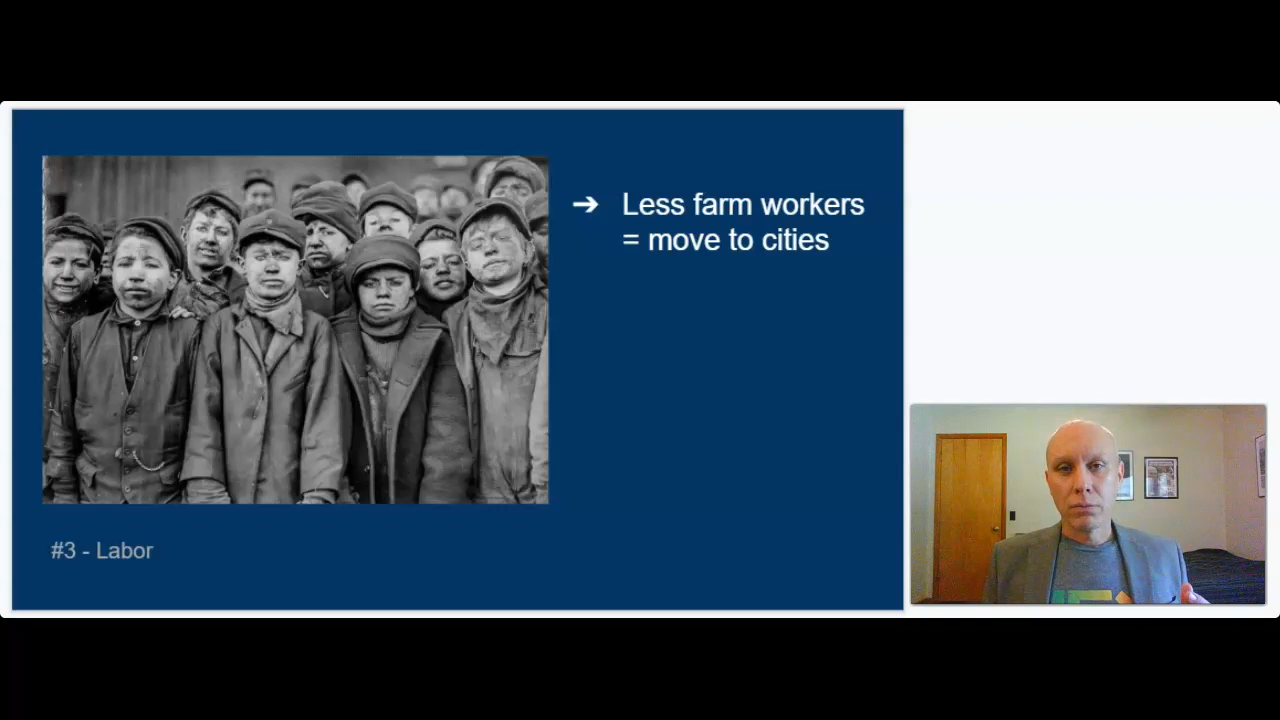 ➔ Less farm workers
= move to cities
#3 - Labor